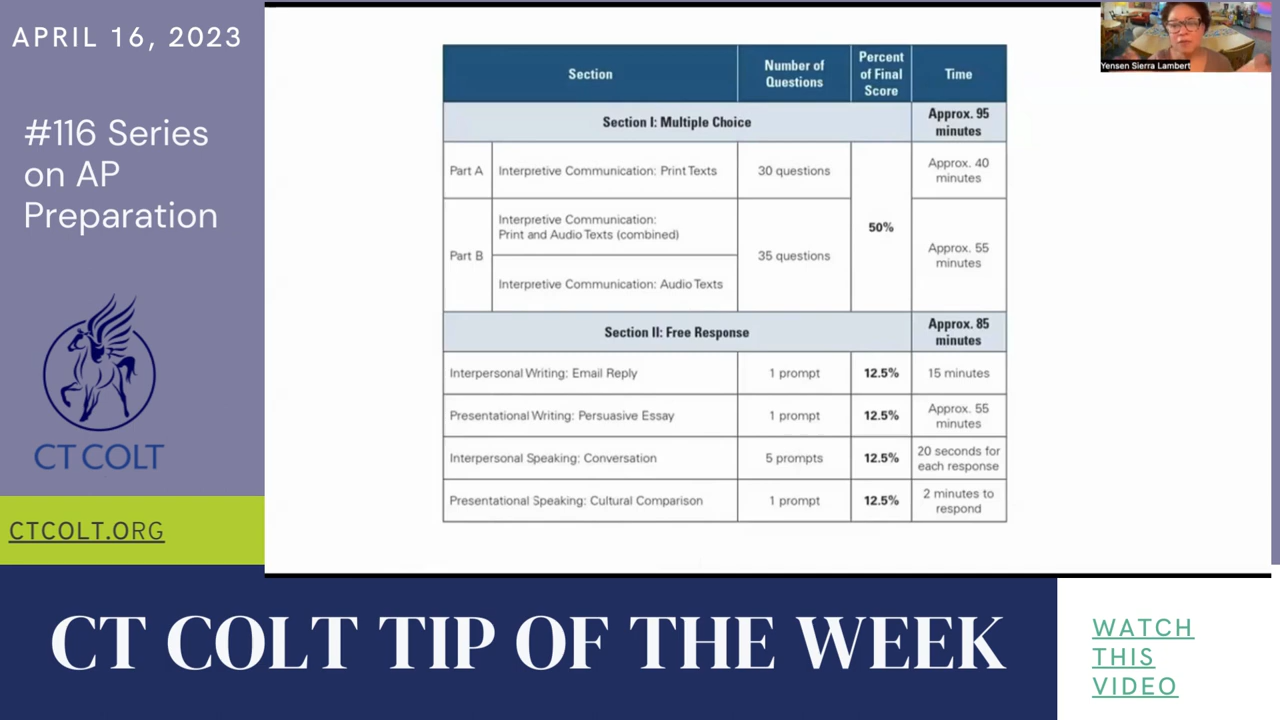 APRIL 16, 2023
#116 Series
on AP
Preparation
CT COLT
CTCOLT.ORG
Section
Number of
Questions
Percent
of Final
Score
Time
Section I: Multiple Choice
Approx. 95
minutes
Part A
Interpretive Communication: Print Texts
30 questions
50%
Approx. 40
minutes
Part B
Interpretive Communication:
Print and Audio Texts (combined)
35 questions
Approx. 55
minutes
Interpretive Communication: Audio Texts
Section II: Free Response
Approx. 85
minutes
Interpersonal Writing: Email Reply
1 prompt
12.5%
15 minutes
Presentational Writing: Persuasive Essay
1 prompt
12.5%
Approx. 55
minutes
Interpersonal Speaking: Conversation
5 prompts
12.5%
20 seconds for
each response
Presentational Speaking: Cultural Comparison
1 prompt
12.5%
2 minutes to
respond
Yensen Sierra Lambert
CT COLT TIP OF THE WEEK
WATCH
THIS
VIDEO